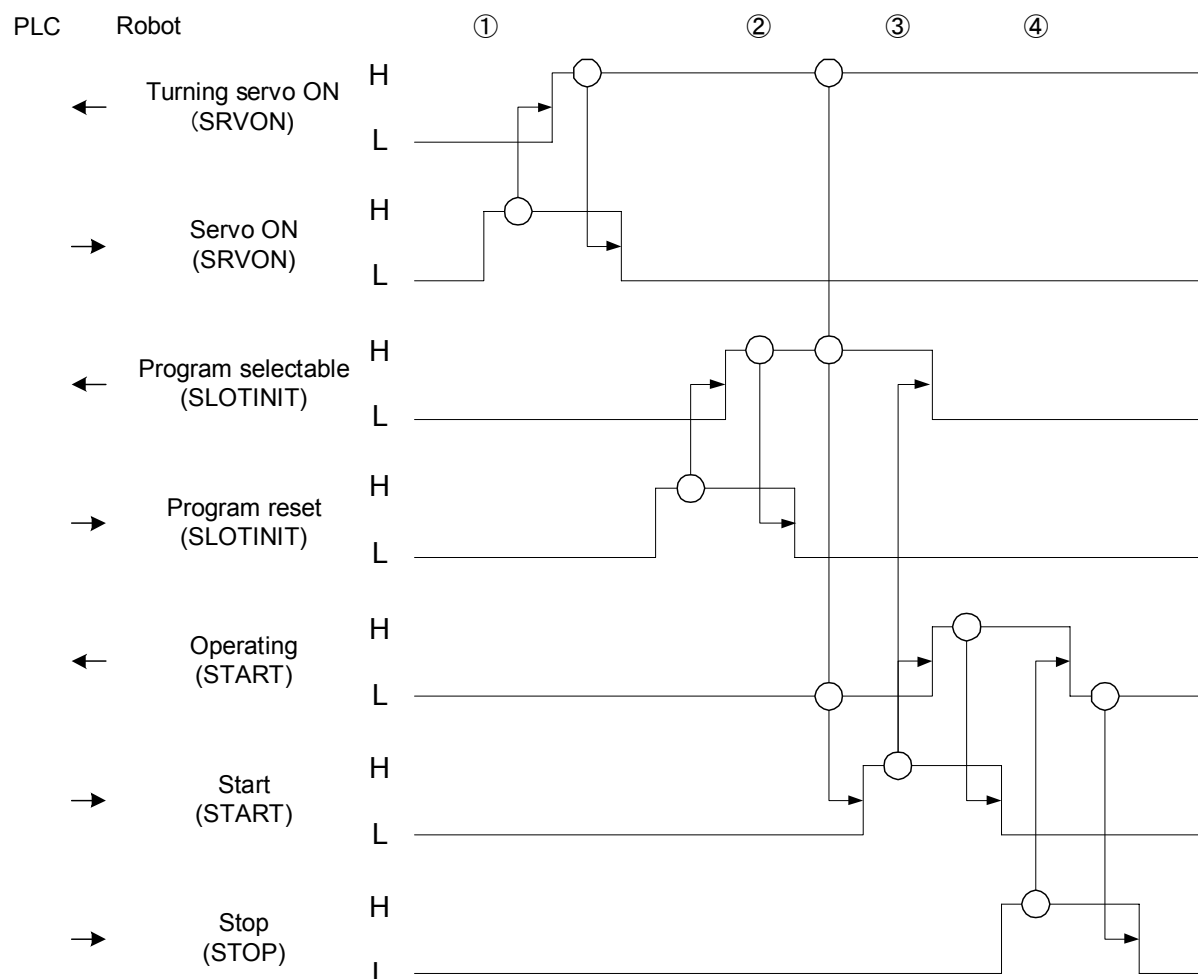 PLC Robot ① ② ③ ④
H
Turning servo ON
(SRVON)
L
H
Servo ON
(SRVON)
L
H
Program selectable
(SLOTINIT)
L
H
Program reset
(SLOTINIT)
L
H
Operating
(START)
L
H
Start
(START)
L
H
Stop
(STOP)
L